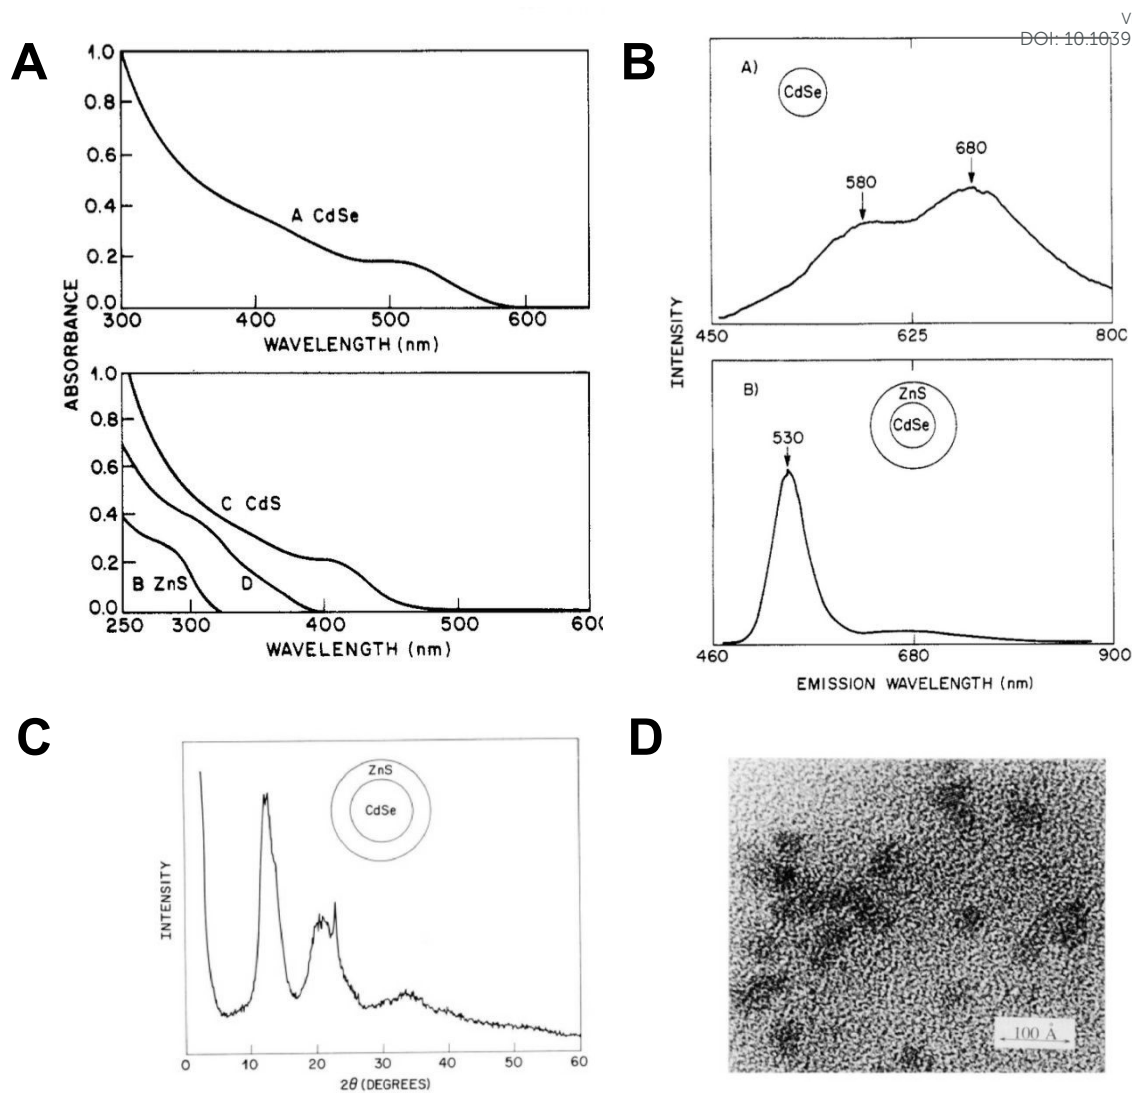 v
DOI: 10.1039
A
ABSORBANCE
1.0
0.8
0.6
0.4
0.2
0.0
A CdSe
300
400
500
600
WAVELENGTH (nm)
1.0
0.8
0.6
0.4
0.2
0.0
C CdS
B ZnS
D
250
300
400
500
600
WAVELENGTH (nm)
B
INTENSITY
A)
CdSe
580
680
450
625
800
B)
ZnS
CdSe
530
460
680
900
EMISSION WAVELENGTH (nm)
C
INTENSITY
ZnS
CdSe
0
10
20
30
40
50
60
2θ (DEGREES)
D
100 Å